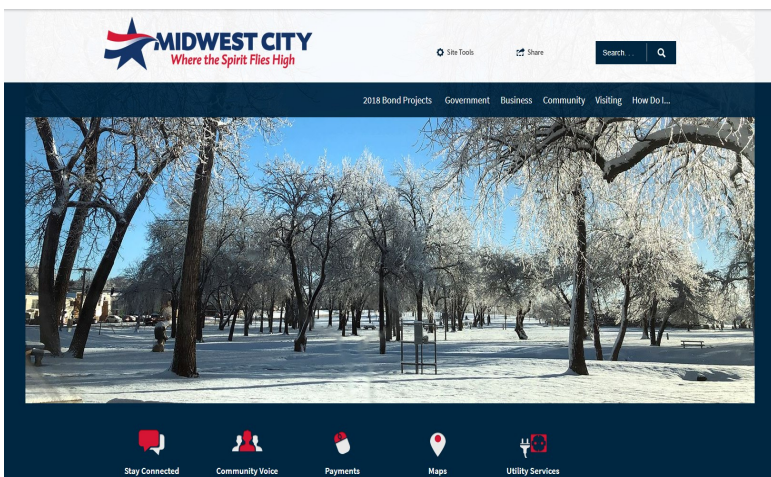 MIDWEST CITY
Where the Spirit Flies High
Site Tools
Share
Search. . .
2018 Bond Projects Government Business Community Visiting How Do I...
Stay Connected Community Voice Payments Maps Utility Services